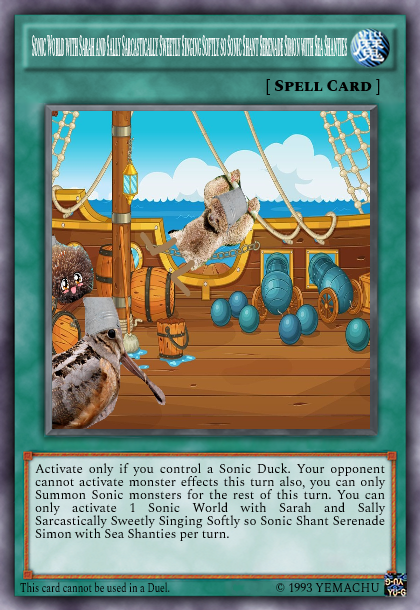 Sonic World with Sarah and Sally Sarcastically Sweetly Singing Softly so Sonic Shant Serenade Simon with Sea Shanties
魔
[ Spell Card ]
Activate only if you control a Sonic Duck. Your opponent
cannot activate monster effects this turn also, you can only
Summon Sonic monsters for the rest of this turn. You can
only activate 1 Sonic World with Sarah and Sally
Sarcastically Sweetly Singing Softly so Sonic Shant Serenade
Simon with Sea Shanties per turn.
This card cannot be used in a Duel.
© 1993 YEMACHU
D-NA
YU-G